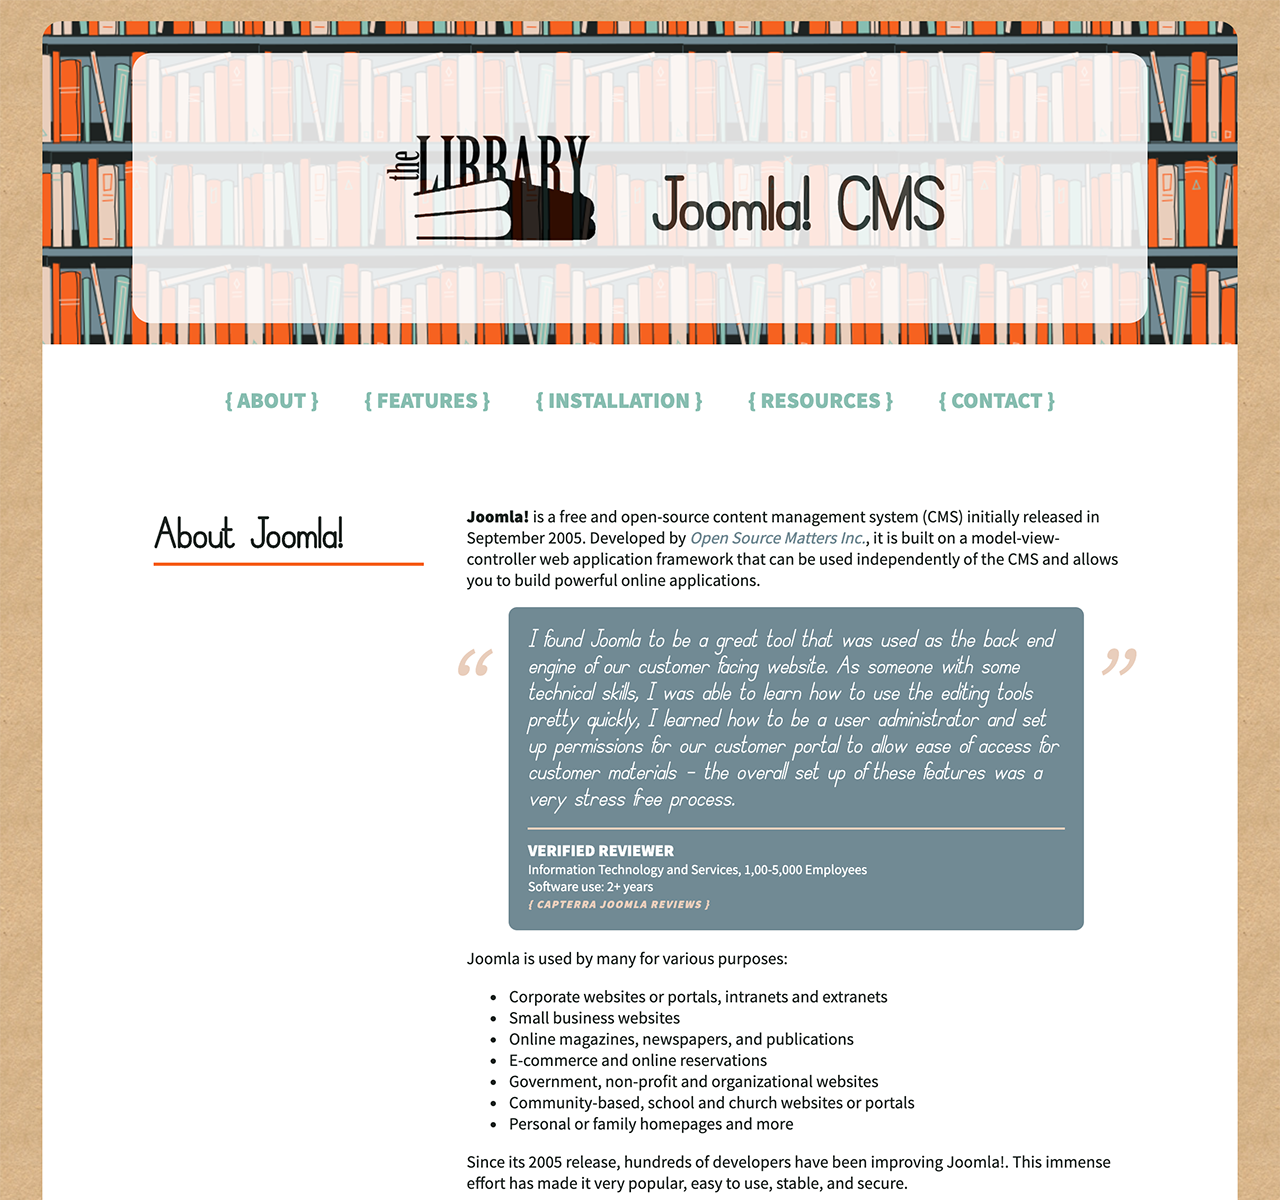 the LIBRARY
Joomla! CMS
{ ABOUT } { FEATURES } { INSTALLATION } { RESOURCES } { CONTACT }
About Joomla!
Joomla! is a free and open-source content management system (CMS) initially released in
September 2005. Developed by Open Source Matters Inc., it is built on a model-view-
controller web application framework that can be used independently of the CMS and allows
you to build powerful online applications.
“
I found Joomla to be a great tool that was used as the back end
engine of our customer facing website. As someone with some
technical skills, I was able to learn how to use the editing tools
pretty quickly, I learned how to be a user administrator and set
up permissions for our customer portal to allow ease of access for
customer materials - the overall set up of these features was a
very stress free process.
”
VERIFIED REVIEWER
Information Technology and Services, 1,00-5,000 Employees
Software use: 2+ years
{ CAPTERRA JOOMLA REVIEWS }
Joomla is used by many for various purposes:
• Corporate websites or portals, intranets and extranets
• Small business websites
• Online magazines, newspapers, and publications
• E-commerce and online reservations
• Government, non-profit and organizational websites
• Community-based, school and church websites or portals
• Personal or family homepages and more
Since its 2005 release, hundreds of developers have been improving Joomla!. This immense
effort has made it very popular, easy to use, stable, and secure.